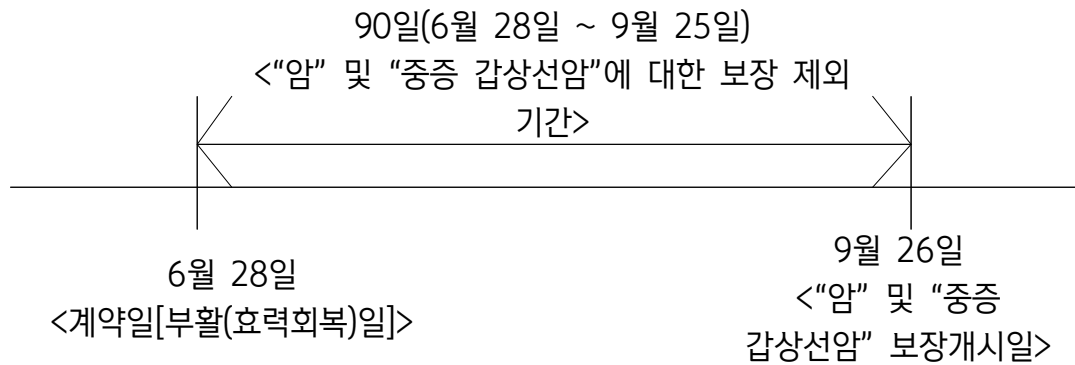 90일(6월 28일 ~ 9월 25일)
<“암” 및 “중증 갑상선암”에 대한 보장 제외
기간>
6월 28일
<계약일[부활(효력회복)일]>
9월 26일
<“암” 및 “중증
갑상선암” 보장개시일>